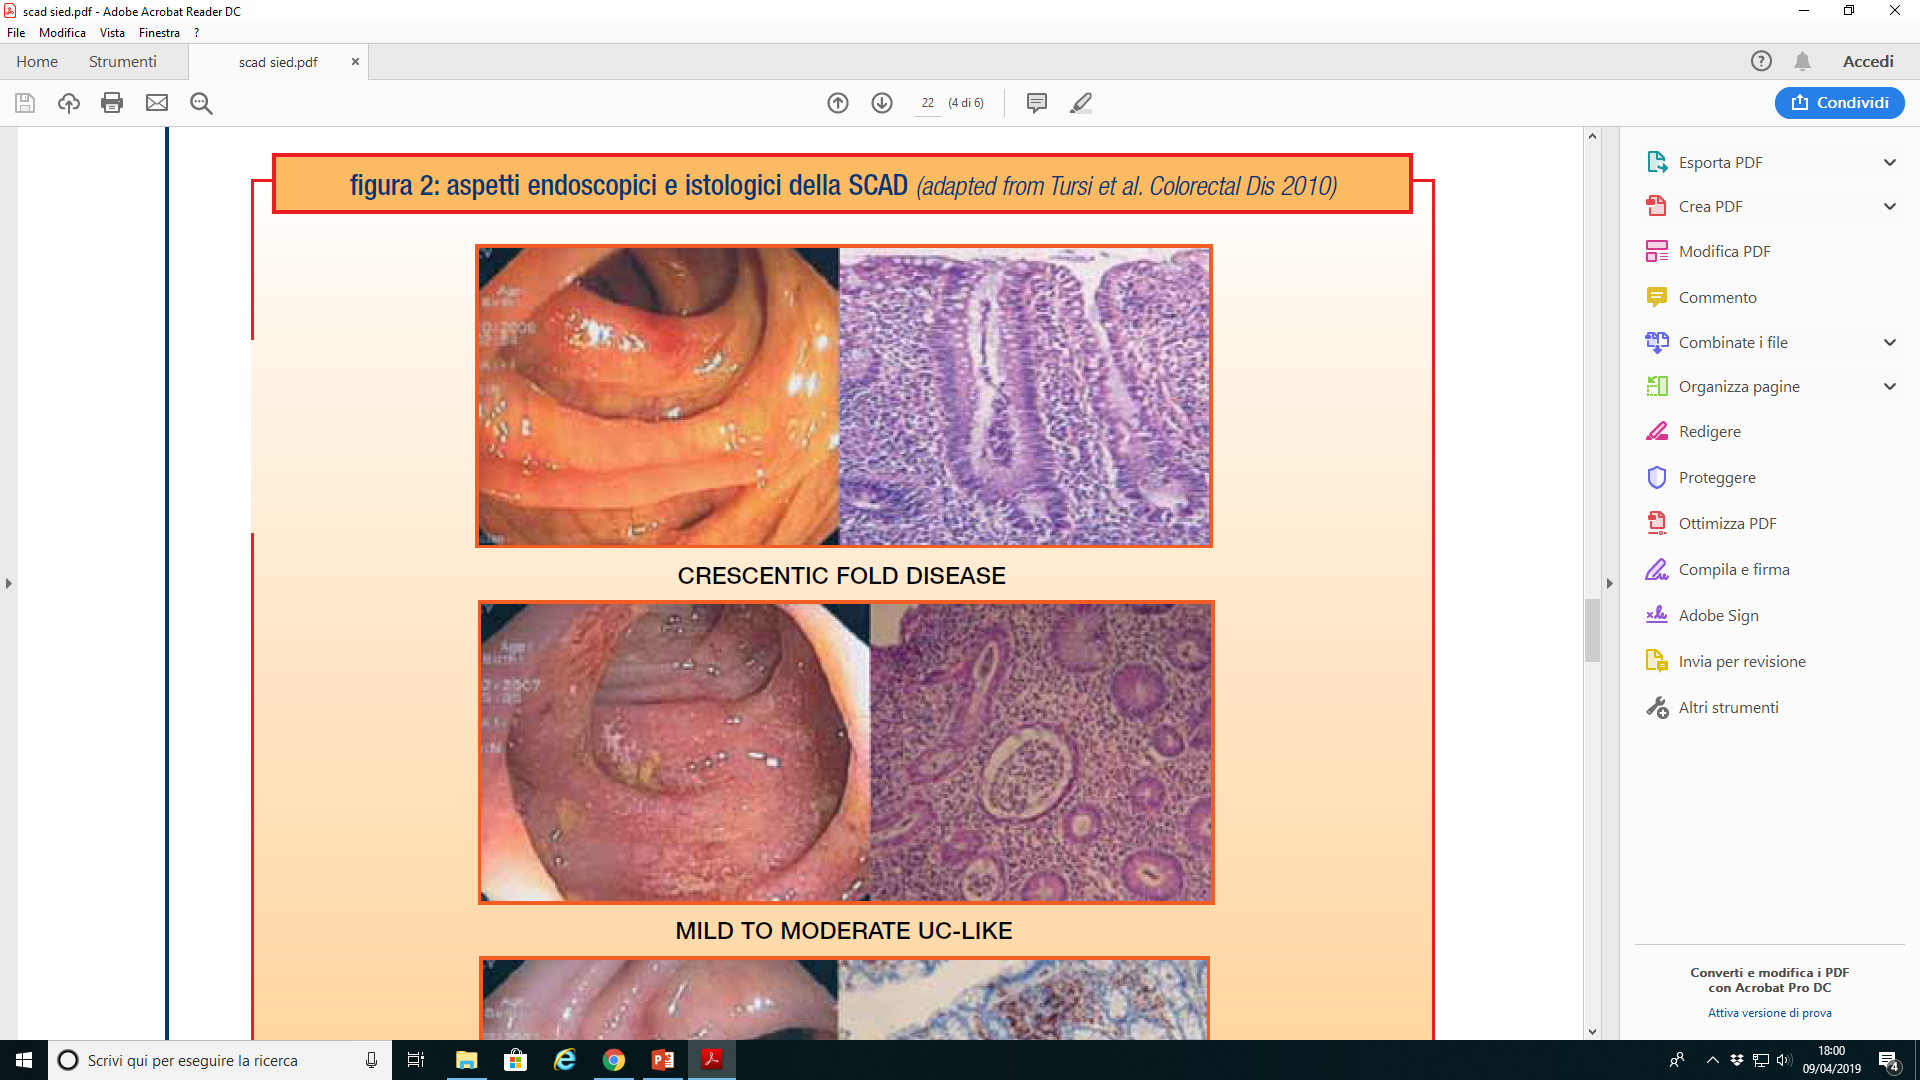 scad sied.pdf - Adobe Acrobat Reader DC
File Modifica Vista Finestra ?
Home Strumenti scad sied.pdf × Accedi
22 (4 di 6) Condividi
figura 2: aspetti endoscopici e istologici della SCAD (adapted from Tursi et al. Colorectal Dis 2010)
CRESCENTIC FOLD DISEASE
MILD TO MODERATE UC-LIKE
Esporta PDF
Crea PDF
Modifica PDF
Commento
Combinate i file
Organizza pagine
Redigere
Proteggere
Ottimizza PDF
Compila e firma
Adobe Sign
Invia per revisione
Altri strumenti
Converti e modifica i PDF
con Acrobat Pro DC
Attiva versione di prova
Scrivi qui per eseguire la ricerca
18:00
09/04/2019
4